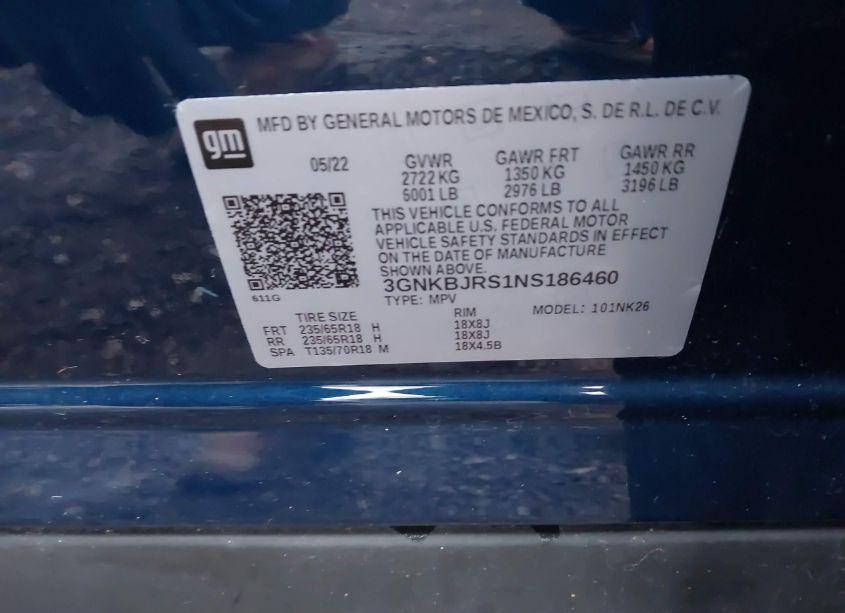 gm MFD BY GENERAL MOTORS DE MEXICO, S. DE R.L. DE C.V.
05/22 GVWR GAWR FRT GAWR RR
2722 KG 1350 KG 1450 KG
5001 LB 2976 LB 3196 LB
THIS VEHICLE CONFORMS TO ALL
APPLICABLE U.S. FEDERAL MOTOR
VEHICLE SAFETY STANDARDS IN EFFECT
ON THE DATE OF MANUFACTURE
SHOWN ABOVE.
3GNKBJRS1NS186460
611G
TYPE: MPV MODEL: 101NK26
TIRE SIZE RIM
FRT 235/65R18 H 18X8J
RR 235/65R18 H 18X8J
SPA T135/70R18 M 18X4.5B